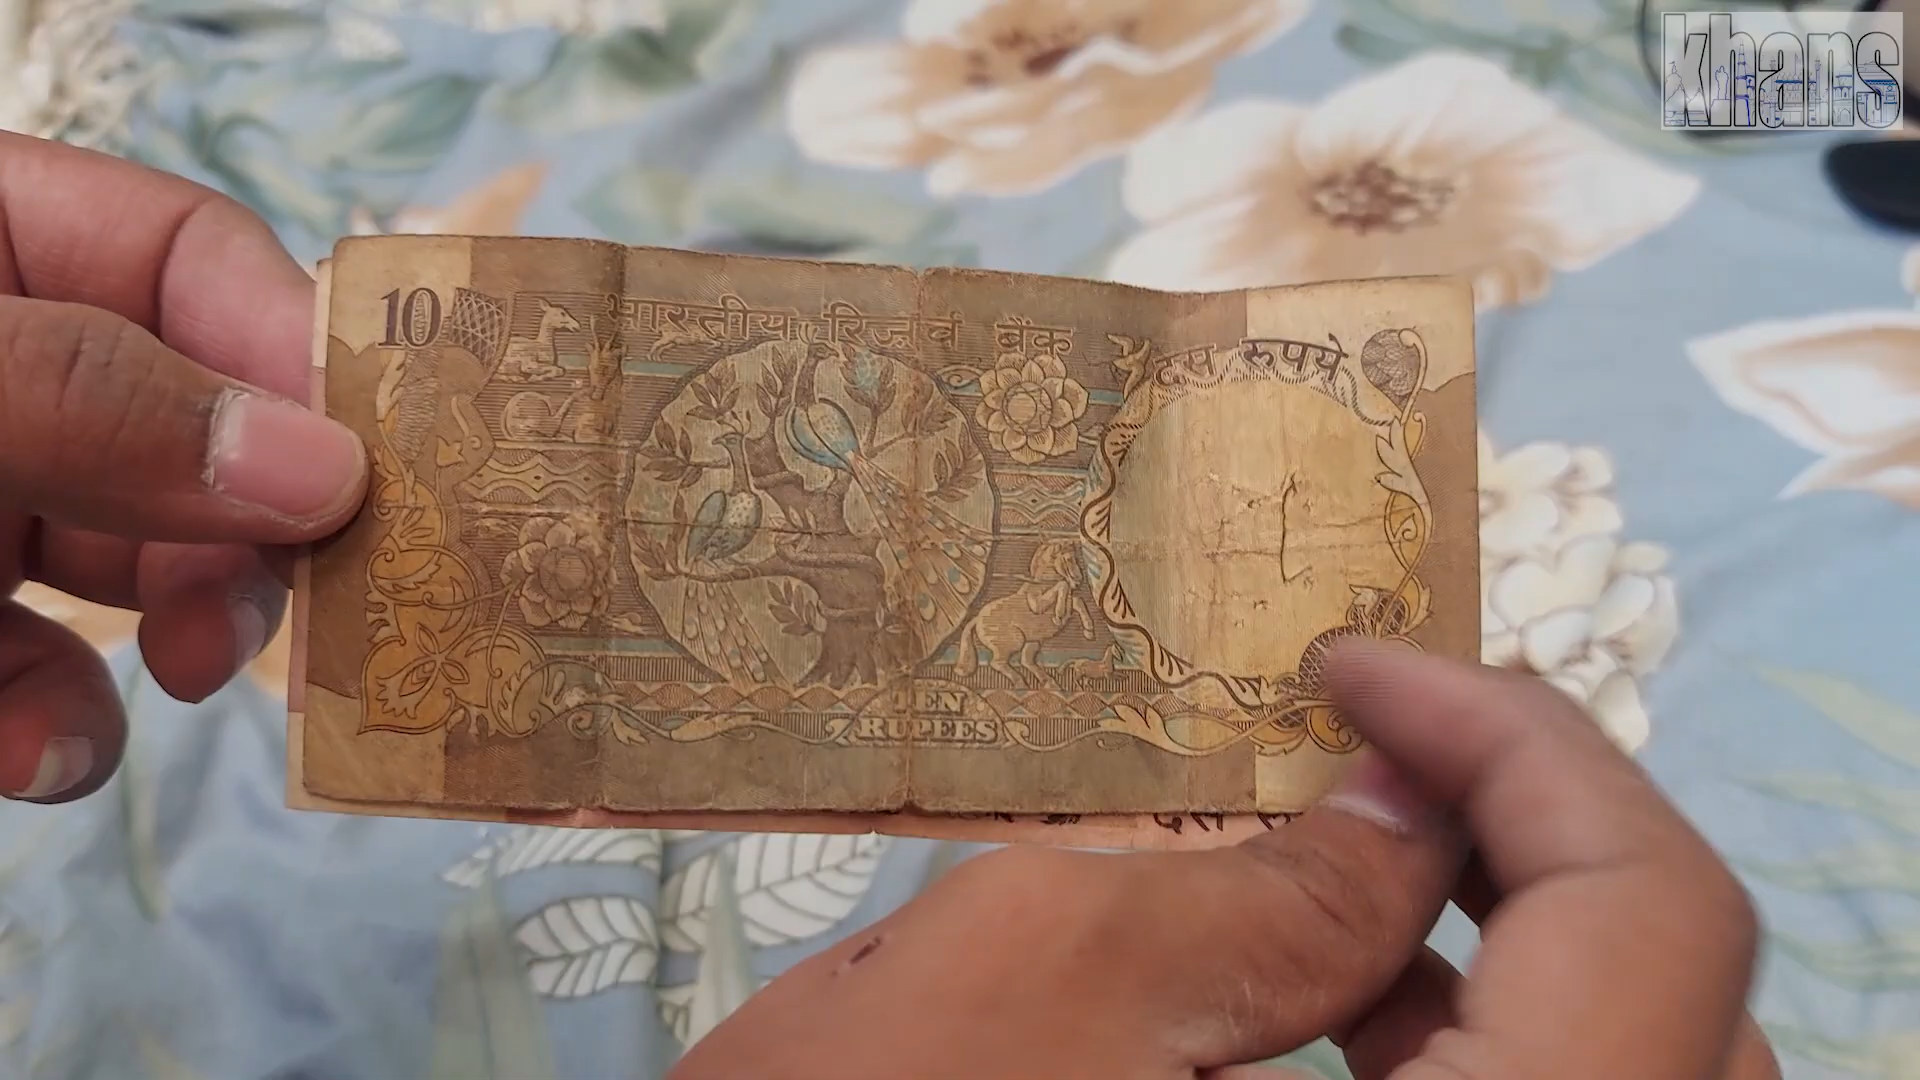 khans
10
भारतीय रिज़र्व बैंक
दस रुपये
TEN
RUPEES